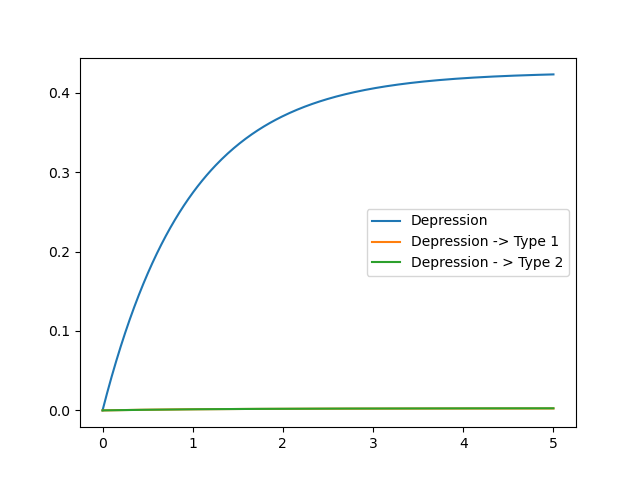 0.4
0.3
0.2
0.1
0.0
0 1 2 3 4 5
Depression
Depression -> Type 1
Depression - > Type 2